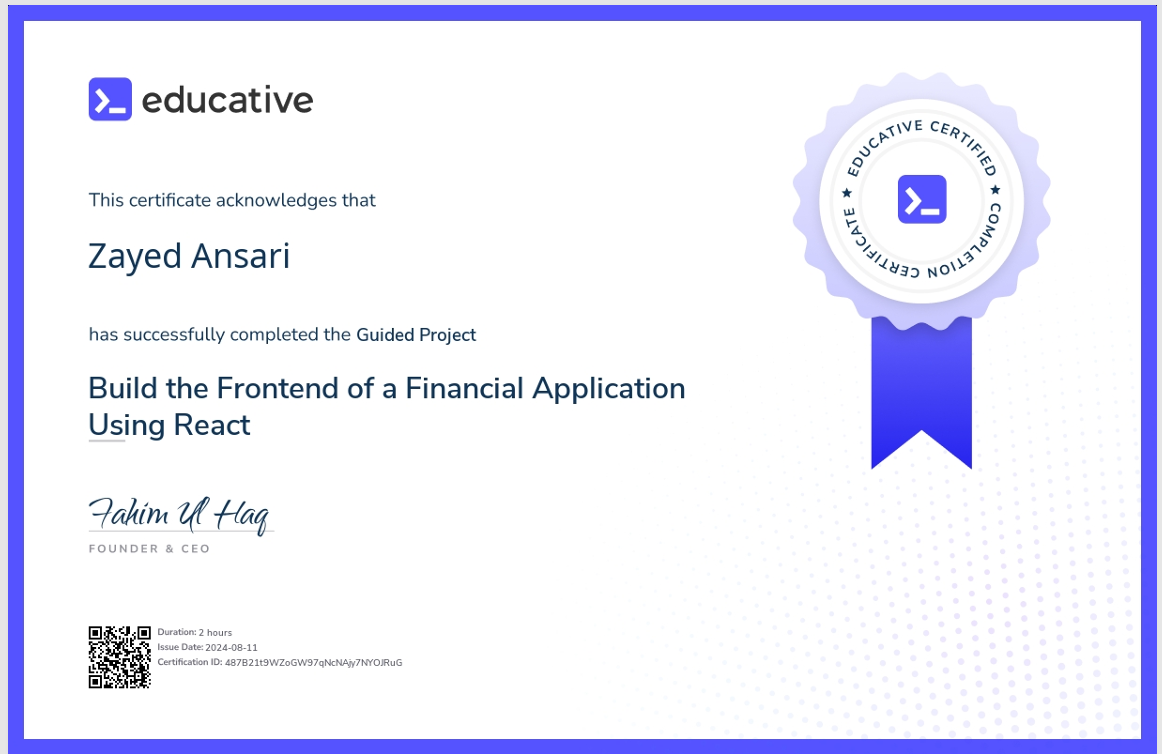 educative
EDUCATIVE CERTIFIED
COMPLETION CERTIFICATE
This certificate acknowledges that
Zayed Ansari
has successfully completed the Guided Project
Build the Frontend of a Financial Application
Using React
Fahim Ul Haq
FOUNDER & CEO
Duration: 2 hours
Issue Date: 2024-08-11
Certification ID: 487B21t9WZoGW97qNcNAjy7NYOJRuG